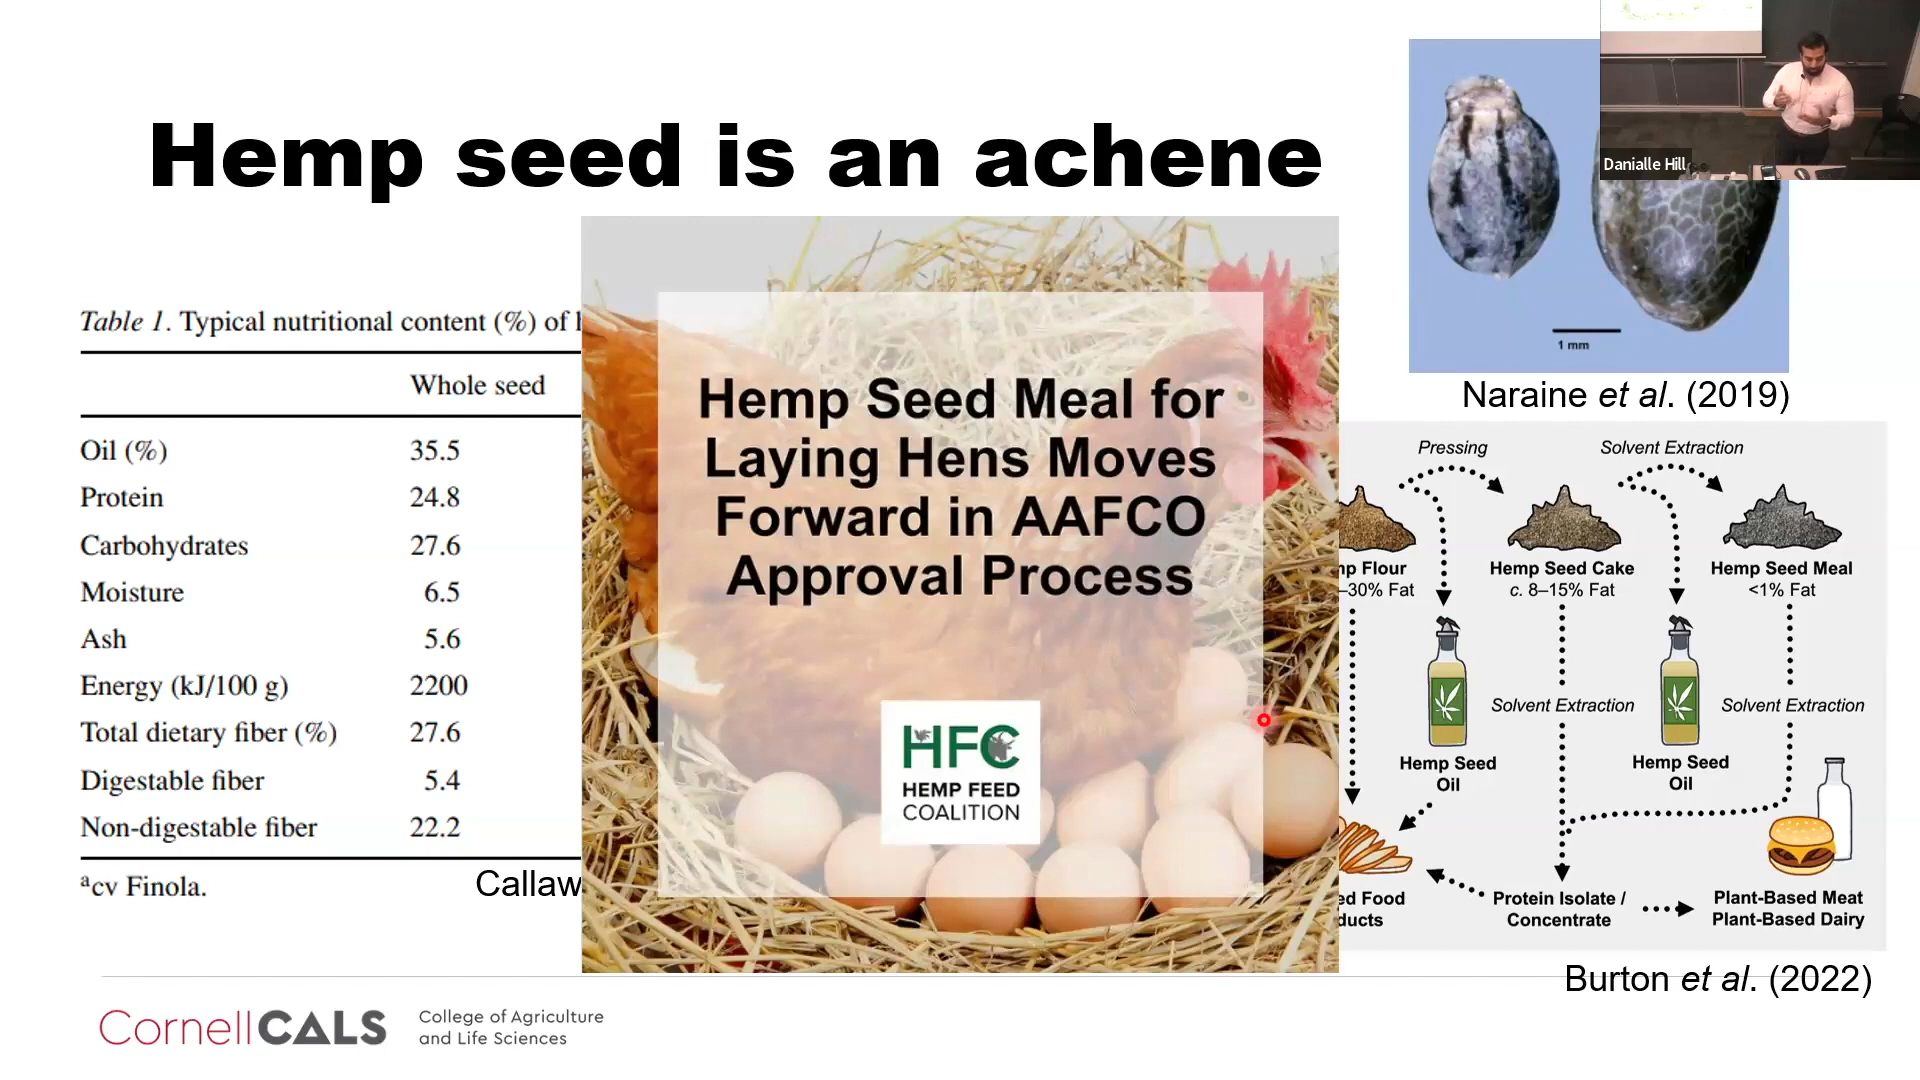 Hemp seed is an achene
Danialle Hill
1 mm
Naraine et al. (2019)
Table 1. Typical nutritional content (%) of
Whole seed
Oil (%) 35.5
Protein 24.8
Carbohydrates 27.6
Moisture 6.5
Ash 5.6
Energy (kJ/100 g) 2200
Total dietary fiber (%) 27.6
Digestable fiber 5.4
Non-digestable fiber 22.2
acv Finola.
Callaw
Hemp Seed Meal for
Laying Hens Moves
Forward in AAFCO
Approval Process
HFC
HEMP FEED
COALITION
Pressing
Solvent Extraction
mp Flour
–30% Fat
Hemp Seed Cake
c. 8–15% Fat
Hemp Seed Meal
<1% Fat
Solvent Extraction
Solvent Extraction
Hemp Seed
Oil
Hemp Seed
Oil
ed Food
ducts
Protein Isolate /
Concentrate
Plant-Based Meat
Plant-Based Dairy
Burton et al. (2022)
CornellCALS
College of Agriculture
and Life Sciences